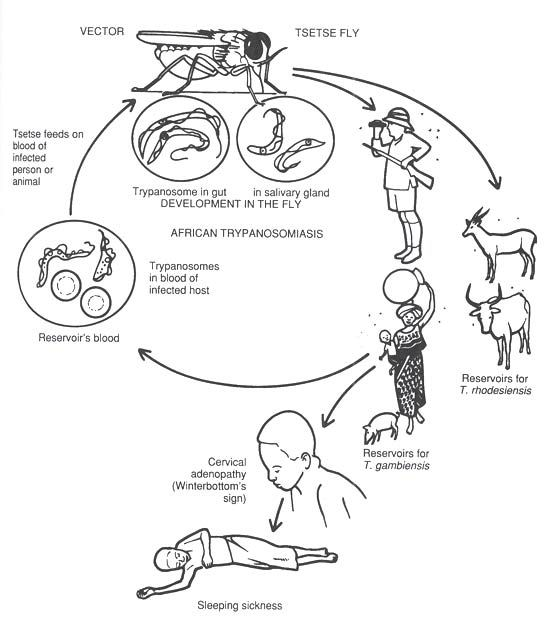 VECTOR
TSETSE FLY
Tsetse feeds on
blood of
infected
person or
animal
Trypanosome in gut
in salivary gland
DEVELOPMENT IN THE FLY
AFRICAN TRYPANOSOMIASIS
Trypanosomes
in blood of
infected host
Reservoir's blood
Reservoirs for
T. rhodesiensis
Reservoirs for
T. gambiensis
Cervical
adenopathy
(Winterbottom's
sign)
Sleeping sickness